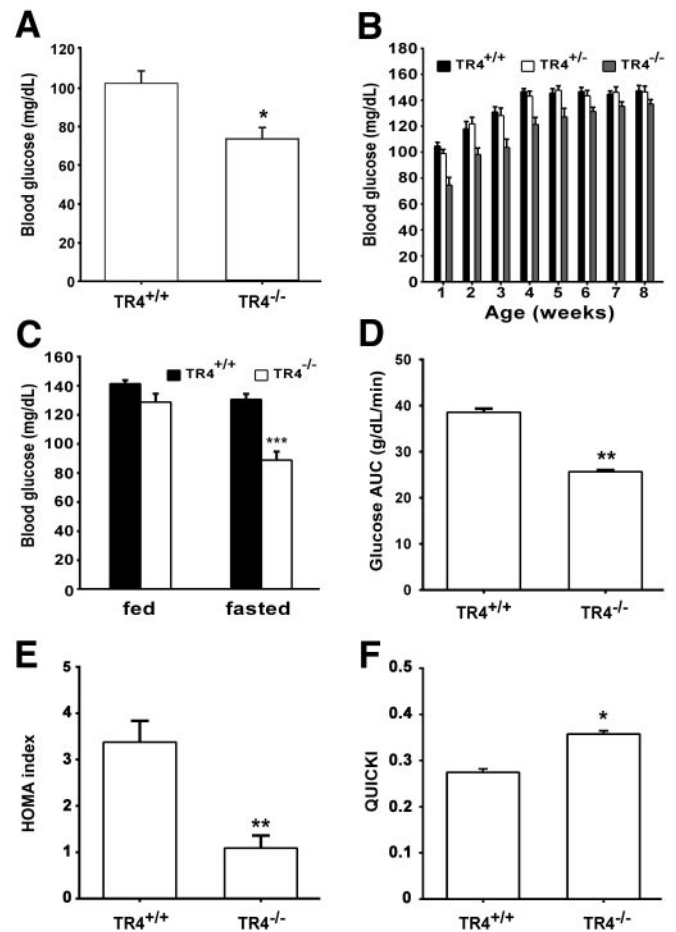 A
Blood glucose (mg/dL)
120
100
80
60
40
20
0
*
TR4+/+ TR4-/-
B
Blood glucose (mg/dL)
180
160
140
120
100
80
60
40
20
0
TR4+/+ TR4+/- TR4-/-
1 2 3 4 5 6 7 8
Age (weeks)
C
Blood glucose (mg/dL)
160
140
120
100
80
60
40
20
0
TR4+/+ TR4-/-
***
fed fasted
D
Glucose AUC (g/dL/min)
50
40
30
20
10
0
**
TR4+/+ TR4-/-
E
HOMA index
5
4
3
2
1
0
**
TR4+/+ TR4-/-
F
QUICKI
0.5
0.4
0.3
0.2
0.1
0
*
TR4+/+ TR4-/-